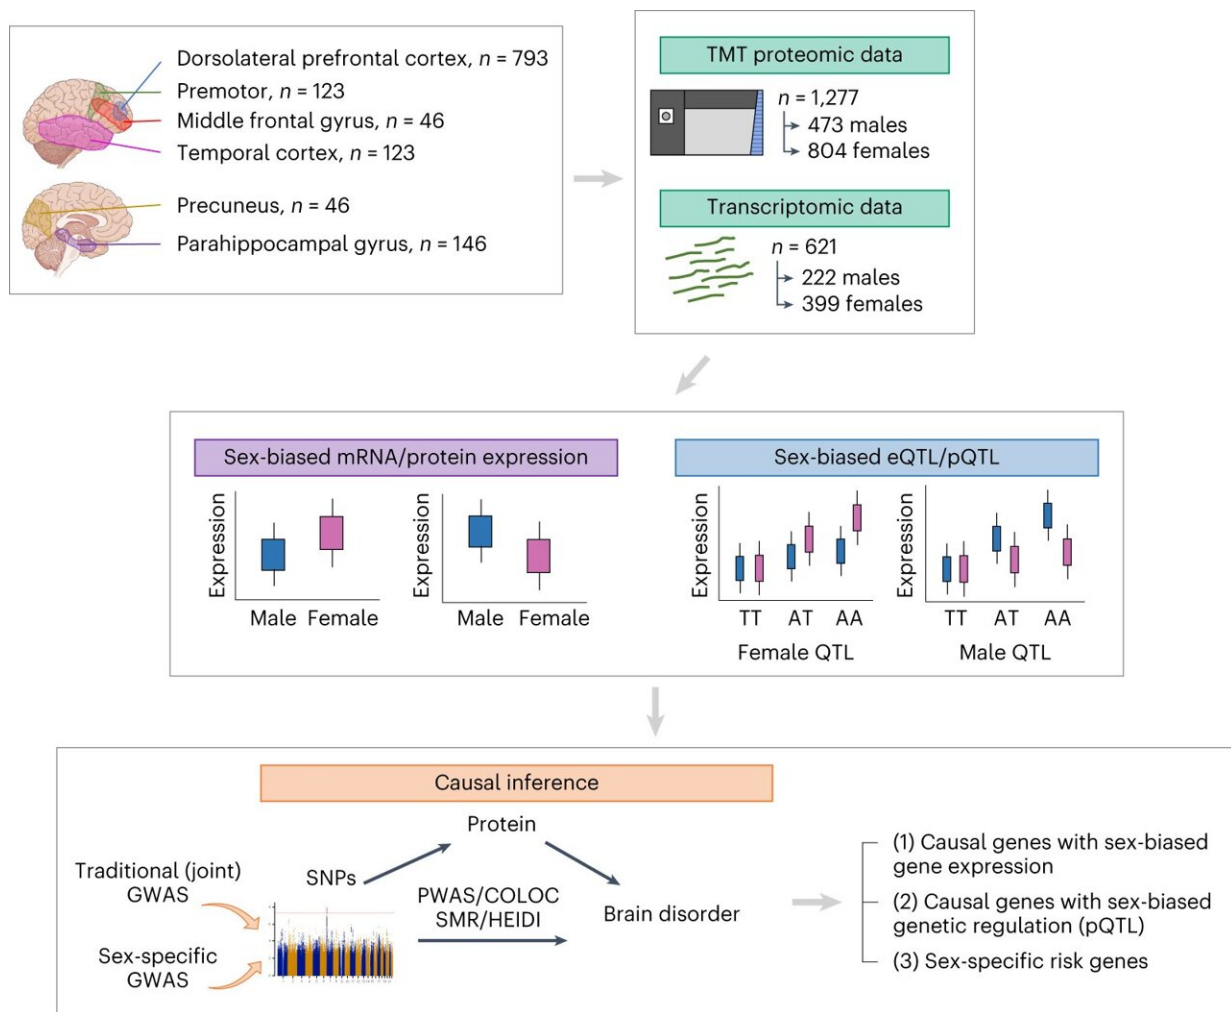 Dorsolateral prefrontal cortex, n = 793
Premotor, n = 123
Middle frontal gyrus, n = 46
Temporal cortex, n = 123
Precuneus, n = 46
Parahippocampal gyrus, n = 146
TMT proteomic data
n = 1,277
473 males
804 females
Transcriptomic data
n = 621
222 males
399 females
Sex-biased mRNA/protein expression
Expression
Male Female
Expression
Male Female
Sex-biased eQTL/pQTL
Expression
TT AT AA
Female QTL
Expression
TT AT AA
Male QTL
Causal inference
Traditional (joint)
GWAS
Sex-specific
GWAS
SNPs
Protein
PWAS/COLOC
SMR/HEIDI
Brain disorder
(1) Causal genes with sex-biased
gene expression
(2) Causal genes with sex-biased
genetic regulation (pQTL)
(3) Sex-specific risk genes